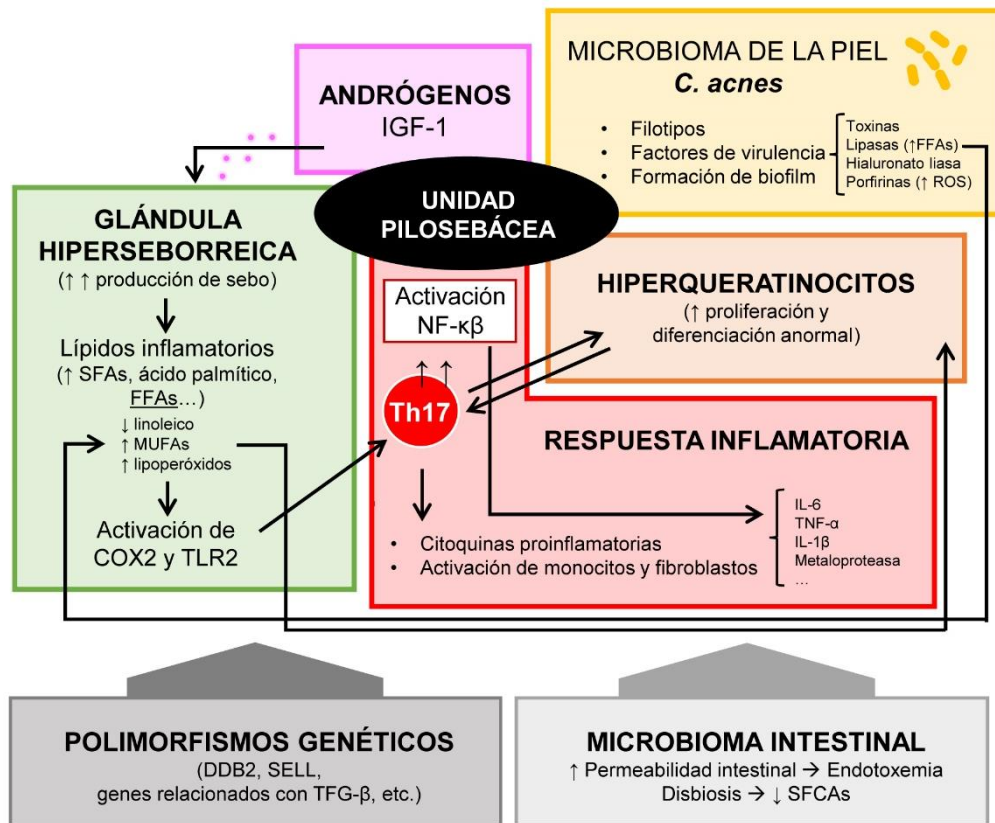 ANDRÓGENOS
IGF-1
MICROBIOMA DE LA PIEL
C. acnes
• Filotipos
• Factores de virulencia
• Formación de biofilm
Toxinas
Lipasas (↑FFAs)
Hialuronato liasa
Porfirinas (↑ ROS)
UNIDAD
PILOSEBÁCEA
GLÁNDULA
HIPERSEBORREICA
(↑ ↑ producción de sebo)
Lípidos inflamatorios
(↑ SFAs, ácido palmítico,
FFAs…)
↓ linoleico
↑ MUFAs
↑ lipoperóxidos
Activación de
COX2 y TLR2
Activación
NF-κβ
↑ ↑
Th17
HIPERQUERATINOCITOS
(↑ proliferación y
diferenciación anormal)
RESPUESTA INFLAMATORIA
• Citoquinas proinflamatorias
• Activación de monocitos y fibroblastos
IL-6
TNF-α
IL-1β
Metaloproteasa
…
POLIMORFISMOS GENÉTICOS
(DDB2, SELL,
genes relacionados con TFG-β, etc.)
MICROBIOMA INTESTINAL
↑ Permeabilidad intestinal → Endotoxemia
Disbiosis → ↓ SFCAs